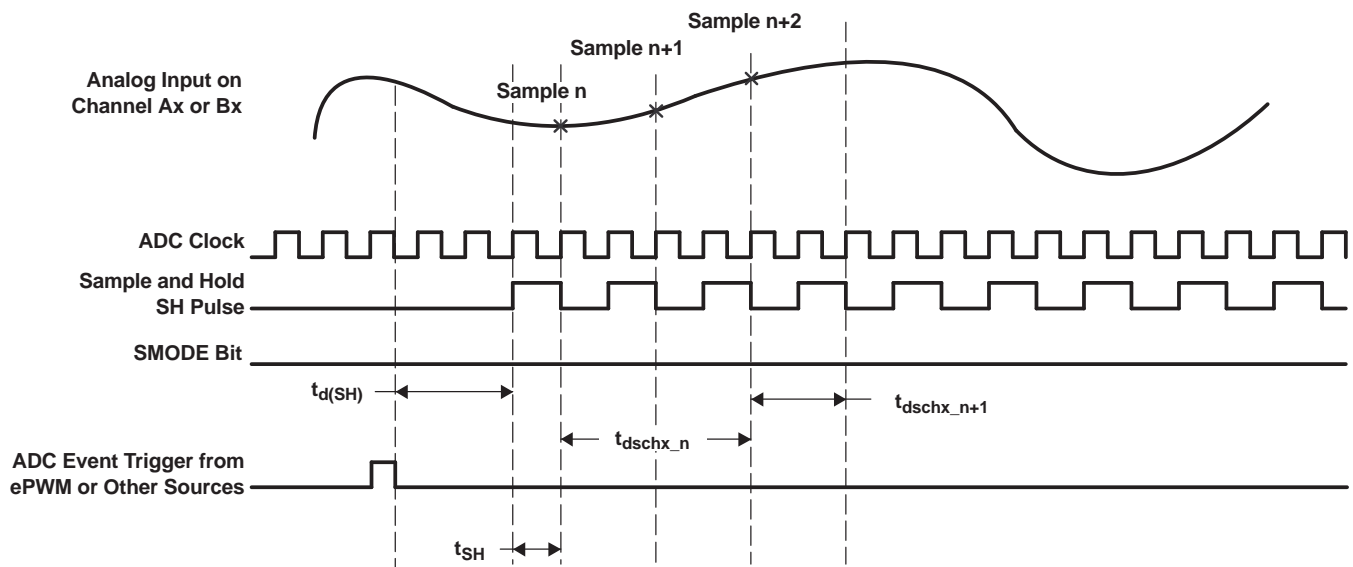 Sample n+2
Sample n+1
Analog Input on
Channel Ax or Bx
Sample n
ADC Clock
Sample and Hold
SH Pulse
SMODE Bit
td(SH)
tdschx_n+1
tdschx_n
ADC Event Trigger from
ePWM or Other Sources
tSH